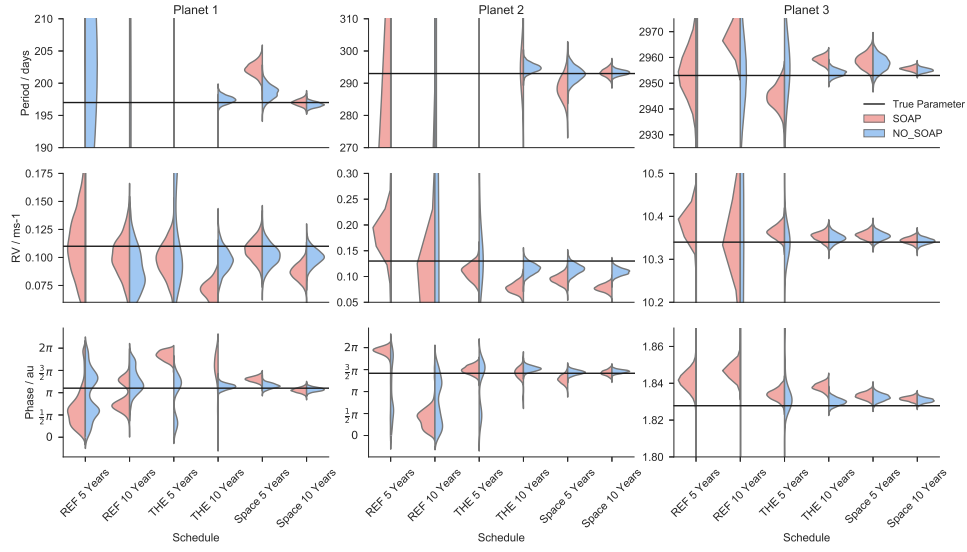 Planet 1
Planet 2
Planet 3
Period / days
210
205
200
195
190
310
300
290
280
270
2970
2960
2950
2940
2930
True Parameter
SOAP
NO_SOAP
RV / ms-1
0.175
0.150
0.125
0.100
0.075
0.30
0.25
0.20
0.15
0.10
0.05
10.5
10.4
10.3
10.2
Phase / au
2π
3/2 π
π
1/2 π
0
2π
3/2 π
π
1/2 π
0
1.86
1.84
1.82
1.80
REF 5 Years
REF 10 Years
THE 5 Years
THE 10 Years
Space 5 Years
Space 10 Years
REF 5 Years
REF 10 Years
THE 5 Years
THE 10 Years
Space 5 Years
Space 10 Years
REF 5 Years
REF 10 Years
THE 5 Years
THE 10 Years
Space 5 Years
Space 10 Years
Schedule
Schedule
Schedule